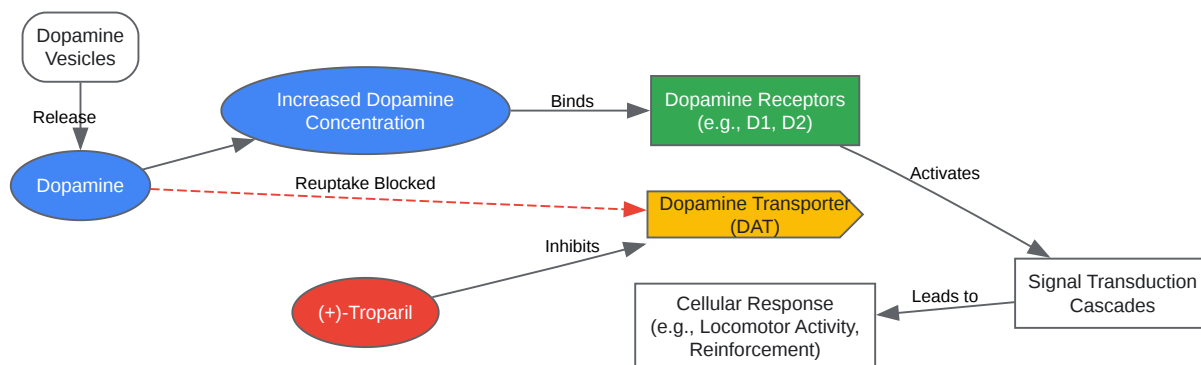 Dopamine
Vesicles
Release
Dopamine
Increased Dopamine
Concentration
Binds
Dopamine Receptors
(e.g., D1, D2)
Reuptake Blocked
Dopamine Transporter
(DAT)
Activates
Inhibits
(+)-Troparil
Signal Transduction
Cascades
Leads to
Cellular Response
(e.g., Locomotor Activity,
Reinforcement)